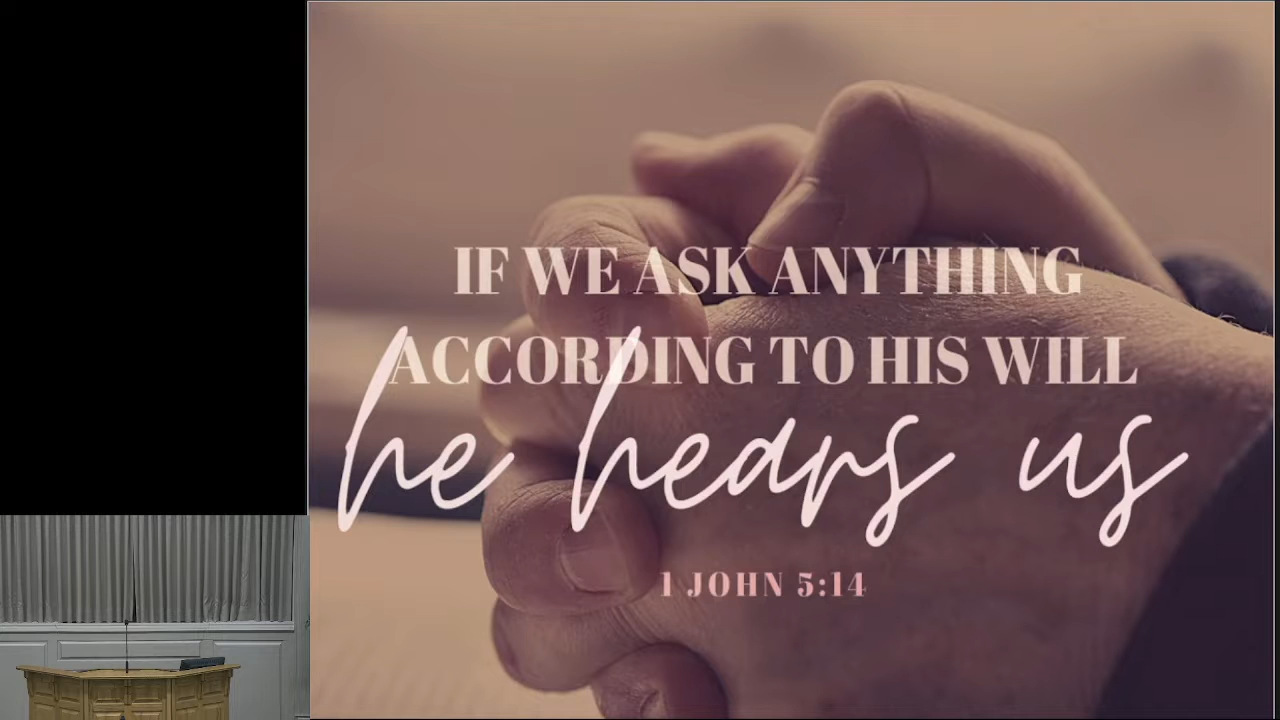 IF WE ASK ANYTHING
ACCORDING TO HIS WILL
he hears us
1 JOHN 5:14